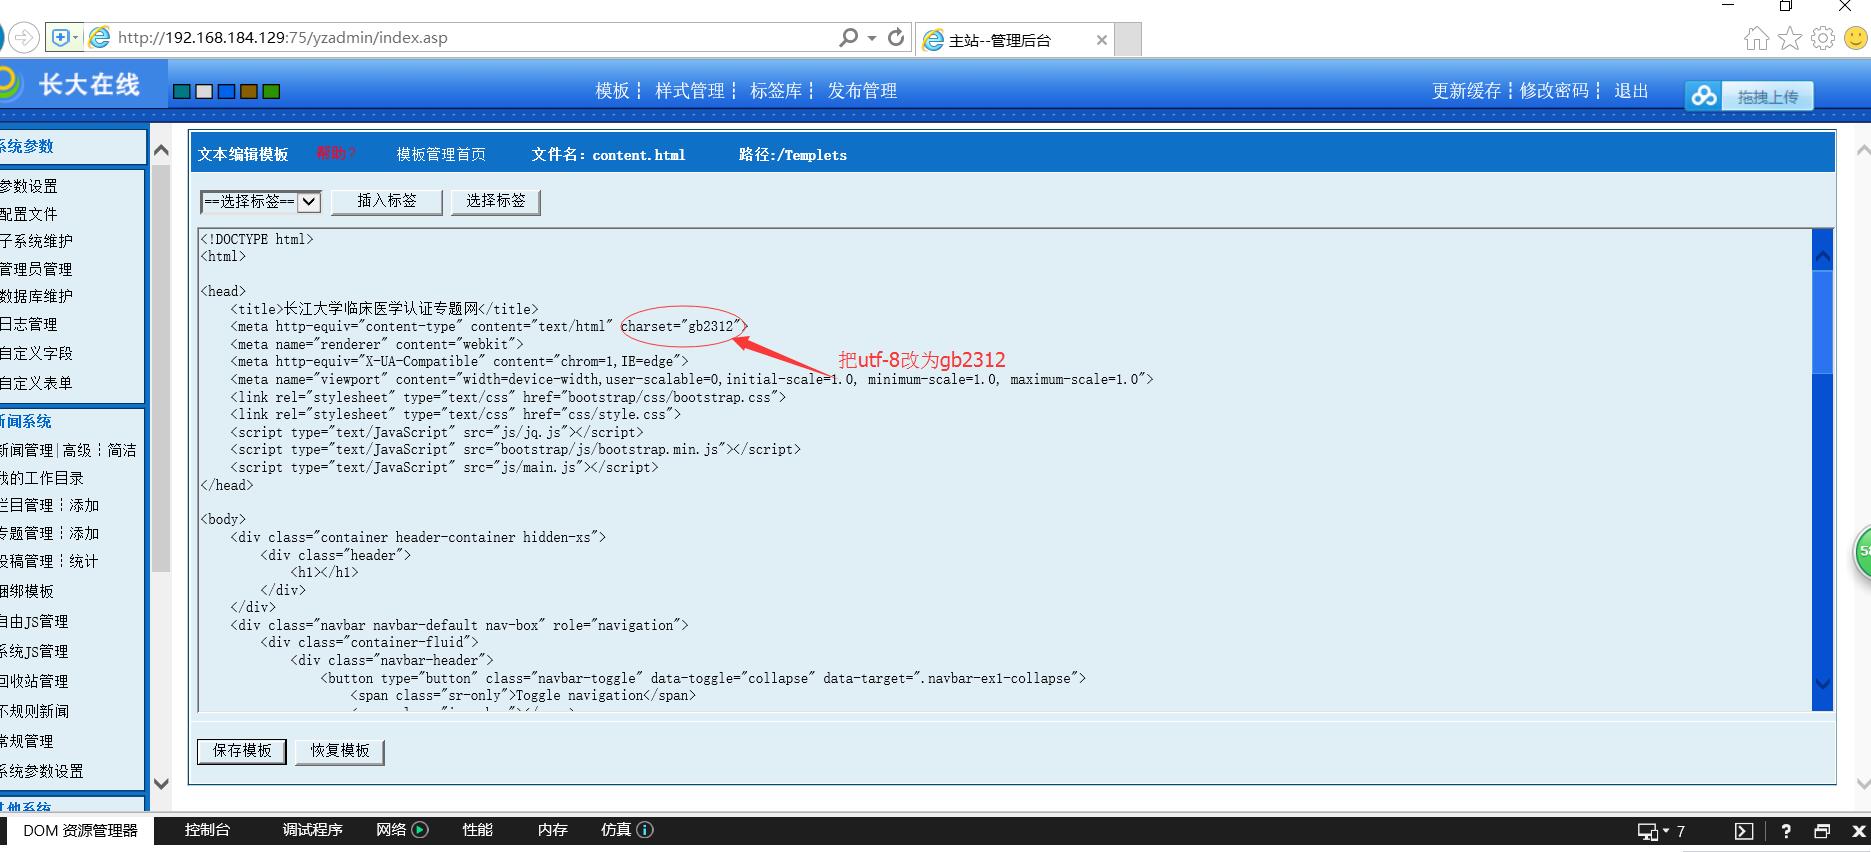 http://192.168.184.129:75/yzadmin/index.asp
主站--管理后台
长大在线
模板┆ 样式管理┆ 标签库┆ 发布管理
更新缓存┆修改密码┆ 退出
拖拽上传
系统参数
参数设置
配置文件
子系统维护
管理员管理
数据库维护
日志管理
自定义字段
自定义表单
新闻系统
新闻管理|高级┆简洁
我的工作目录
栏目管理┆添加
专题管理┆添加
投稿管理┆统计
捆绑模板
自由JS管理
系统JS管理
回收站管理
不规则新闻
常规管理
系统参数设置
其他系统
文本编辑模板 帮助? 模板管理首页 文件名：content.html 路径:/Templets
==选择标签== 插入标签 选择标签
<!DOCTYPE html>
<html>
<head>
<title>长江大学临床医学认证专题网</title>
<meta http-equiv="content-type" content="text/html" charset="gb2312">
<meta name="renderer" content="webkit">
<meta http-equiv="X-UA-Compatible" content="chrom=1,IE=edge">
<meta name="viewport" content="width=device-width,user-scalable=0,initial-scale=1.0, minimum-scale=1.0, maximum-scale=1.0">
<link rel="stylesheet" type="text/css" href="bootstrap/css/bootstrap.css">
<link rel="stylesheet" type="text/css" href="css/style.css">
<script type="text/JavaScript" src="js/jq.js"></script>
<script type="text/JavaScript" src="bootstrap/js/bootstrap.min.js"></script>
<script type="text/JavaScript" src="js/main.js"></script>
</head>
<body>
<div class="container header-container hidden-xs">
<div class="header">
<h1></h1>
</div>
</div>
<div class="navbar navbar-default nav-box" role="navigation">
<div class="container-fluid">
<div class="navbar-header">
<button type="button" class="navbar-toggle" data-toggle="collapse" data-target=".navbar-ex1-collapse">
<span class="sr-only">Toggle navigation</span>
把utf-8改为gb2312
保存模板 恢复模板
DOM 资源管理器 控制台 调试程序 网络 性能 内存 仿真 7